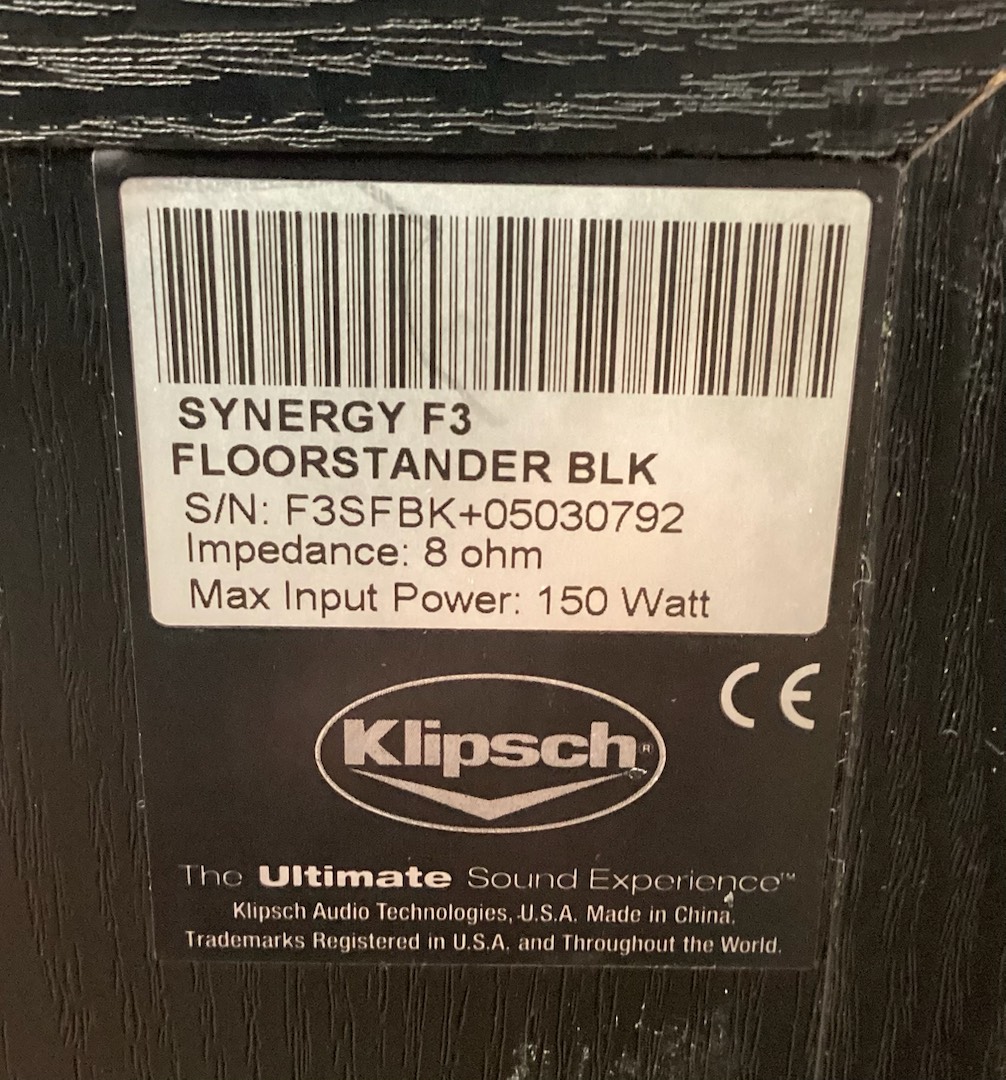 SYNERGY F3
FLOORSTANDER BLK
S/N: F3SFBK+05030792
Impedance: 8 ohm
Max Input Power: 150 Watt
CE
Klipsch®
The Ultimate Sound Experience™
Klipsch Audio Technologies, U.S.A. Made in China.
Trademarks Registered in U.S.A. and Throughout the World.